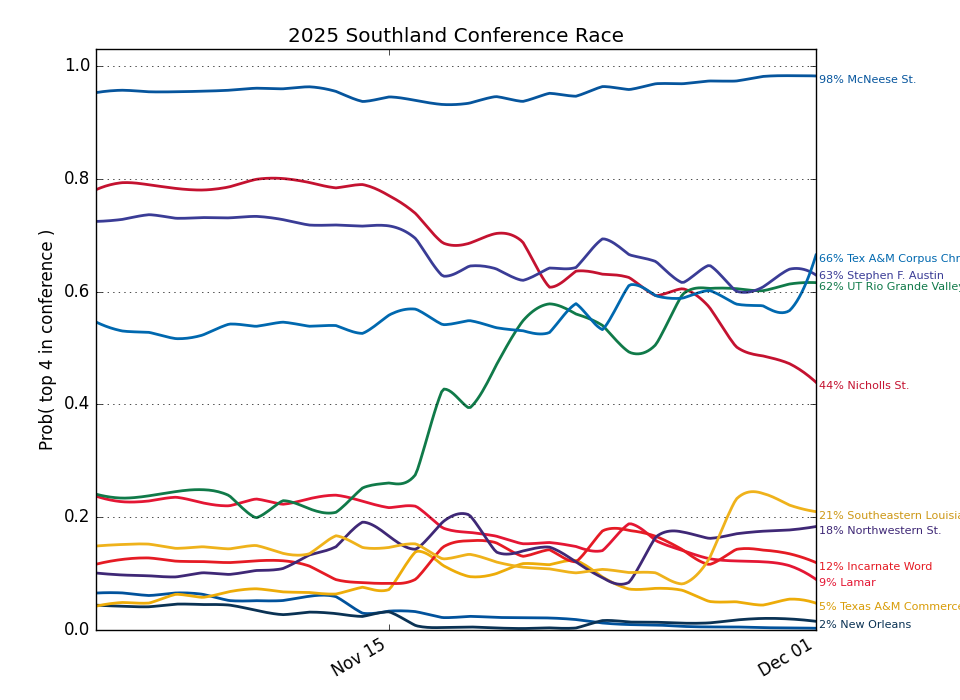 2025 Southland Conference Race
Prob( top 4 in conference )
1.0
0.8
0.6
0.4
0.2
0.0
Nov 15
Dec 01
98% McNeese St.
66% Tex A&M Corpus Chr
63% Stephen F. Austin
62% UT Rio Grande Valley
44% Nicholls St.
21% Southeastern Louisia
18% Northwestern St.
12% Incarnate Word
9% Lamar
5% Texas A&M Commerce
2% New Orleans